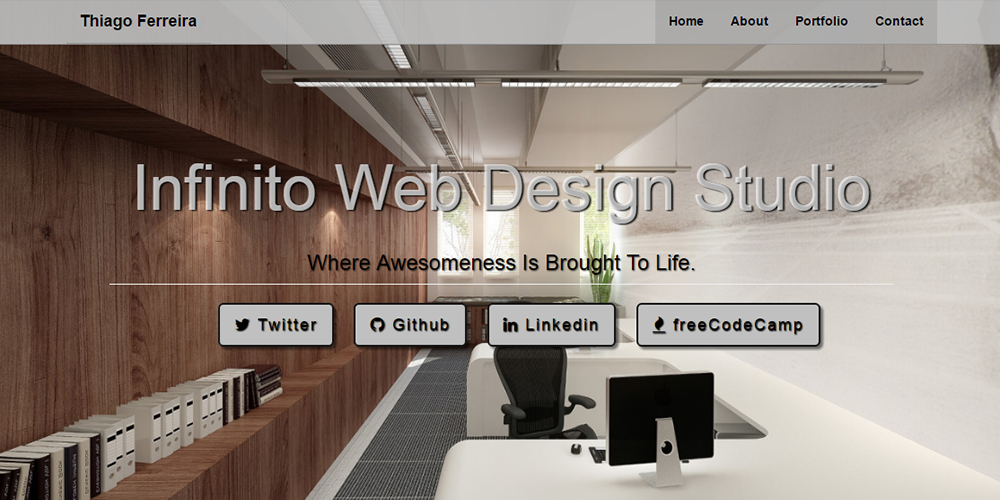 Thiago Ferreira
Home About Portfolio Contact
Infinito Web Design Studio
Where Awesomeness Is Brought To Life.
Twitter Github Linkedin freeCodeCamp